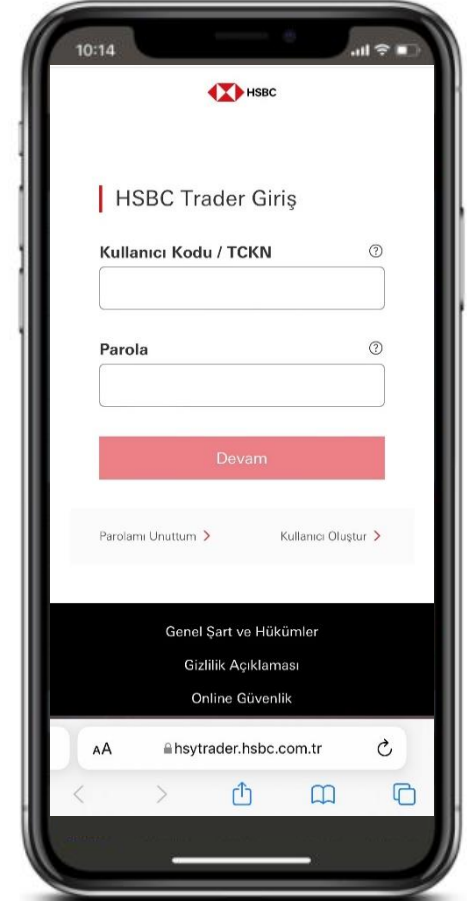 10:14
HSBC
HSBC Trader Giriş
Kullanıcı Kodu / TCKN
?
Parola
?
Devam
Parolamı Unuttum
Kullanıcı Oluştur
Genel Şart ve Hükümler
Gizlilik Açıklaması
Online Güvenlik
AA
hsytrader.hsbc.com.tr